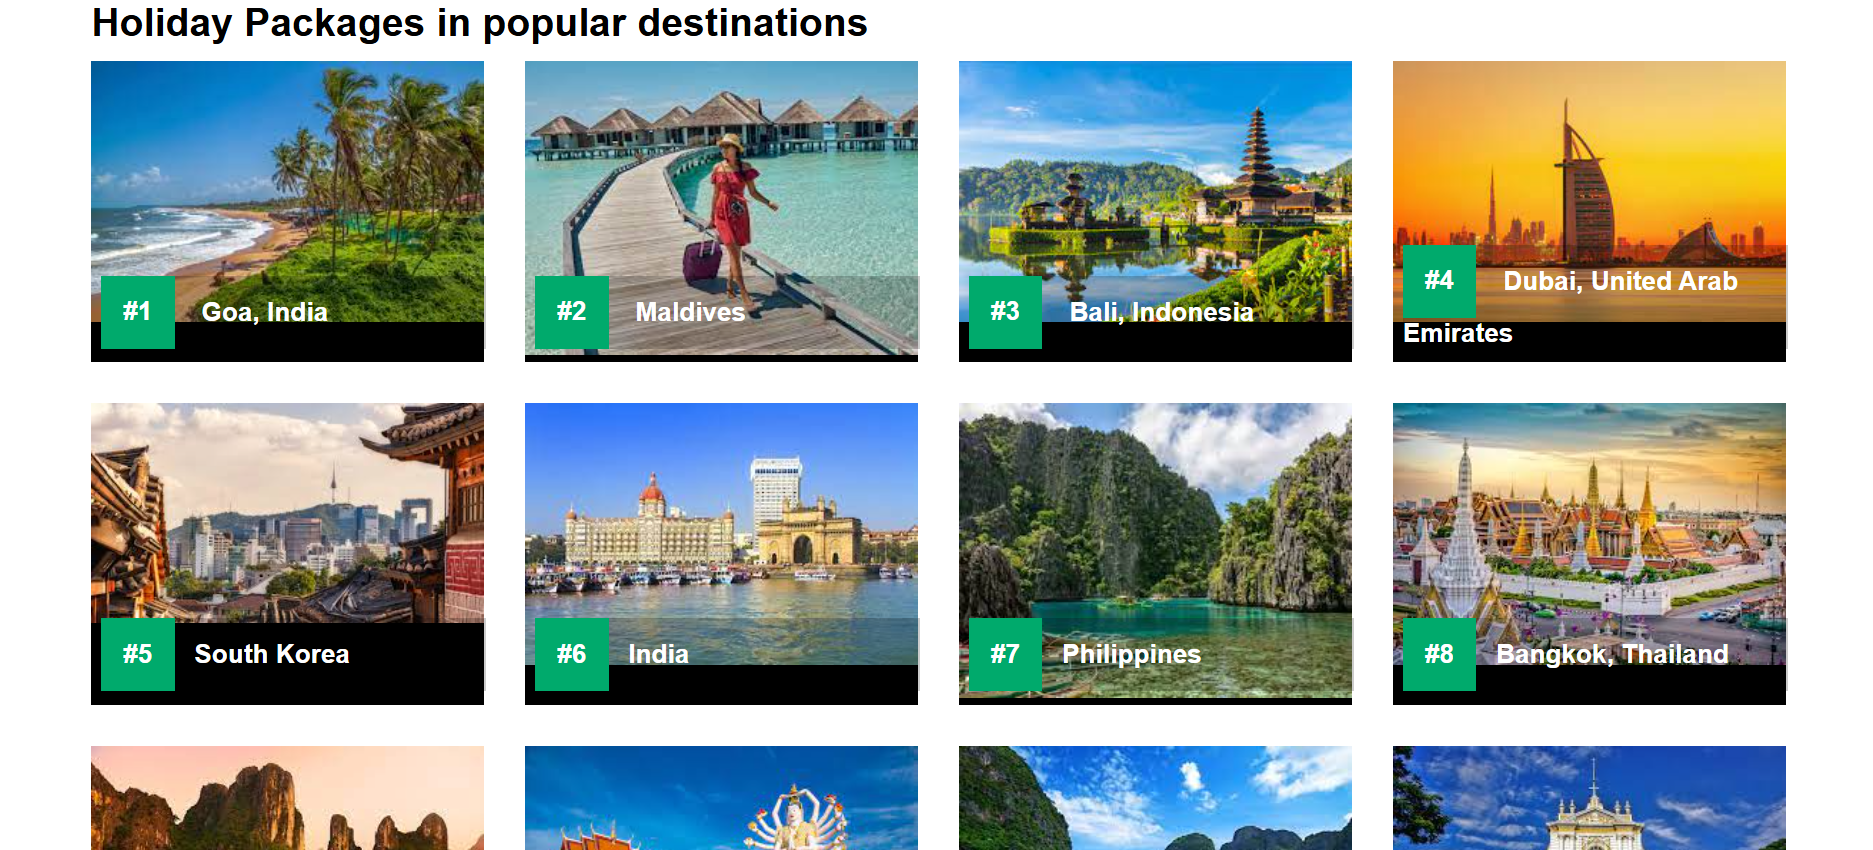 Holiday Packages in popular destinations
#1 Goa, India
#2 Maldives
#3 Bali, Indonesia
#4 Dubai, United Arab
Emirates
#5 South Korea
#6 India
#7 Philippines
#8 Bangkok, Thailand